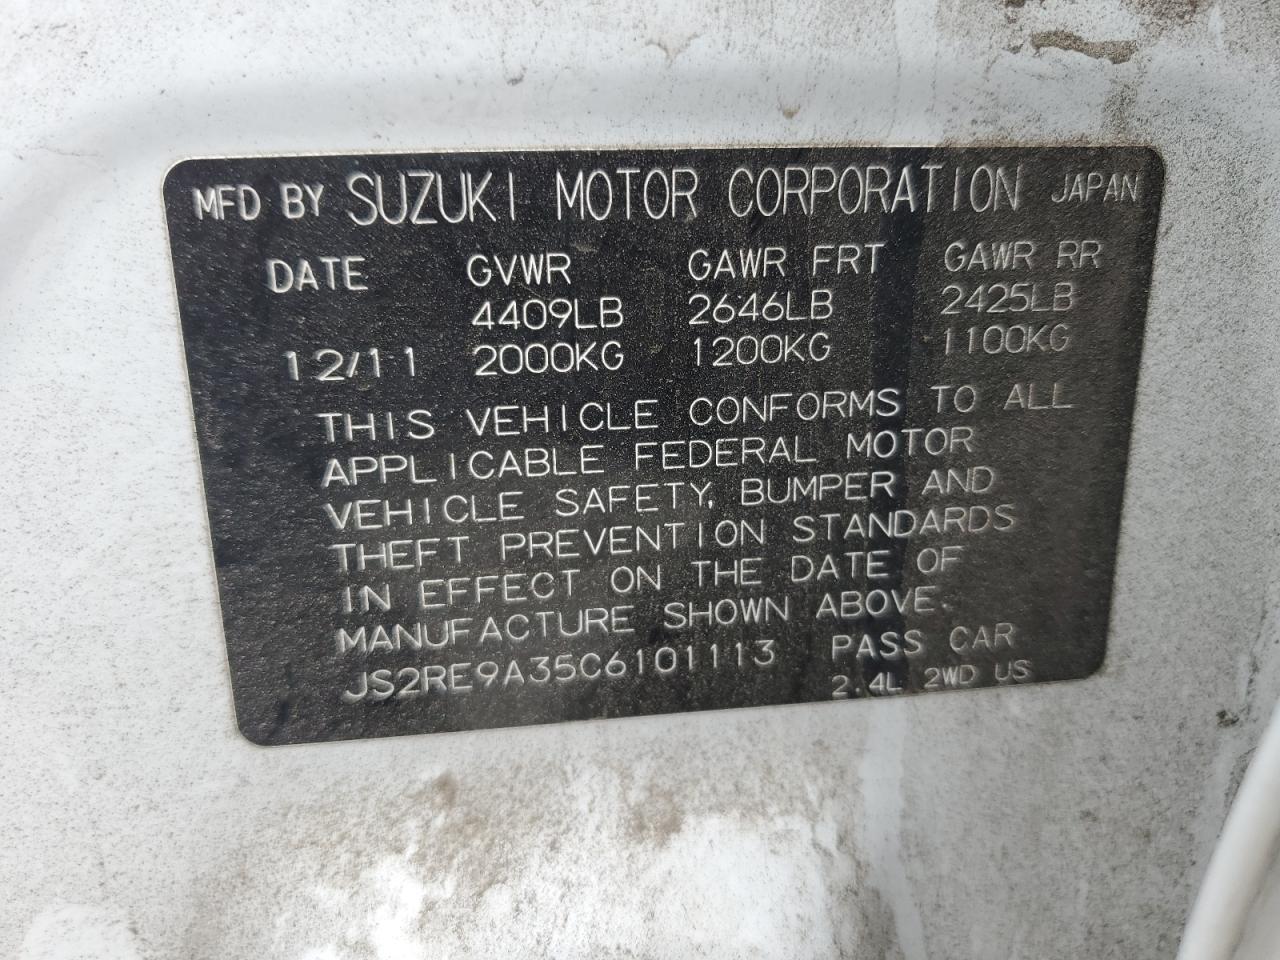 MFD BY SUZUKI MOTOR CORPORATION JAPAN
DATE GVWR GAWR FRT GAWR RR
4409LB 2646LB 2425LB
12/11 2000KG 1200KG 1100KG
THIS VEHICLE CONFORMS TO ALL
APPLICABLE FEDERAL MOTOR
VEHICLE SAFETY, BUMPER AND
THEFT PREVENTION STANDARDS
IN EFFECT ON THE DATE OF
MANUFACTURE SHOWN ABOVE.
JS2RE9A35C6101113 PASS CAR
2.4L 2WD US